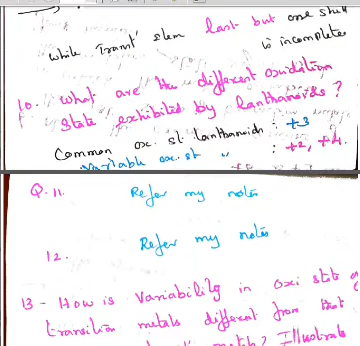 last but one shell
while Transn' elem is incomplete
10. What are the different oxidation
state exhibited by lanthanoids?
Common ox. st lanthanoids : +3
Variable ox. st " : +2, +4.
Q. 11. Refer my notes
12. Refer my notes
13 - How is variability in oxi state of
transition metals different from that
Illustrate